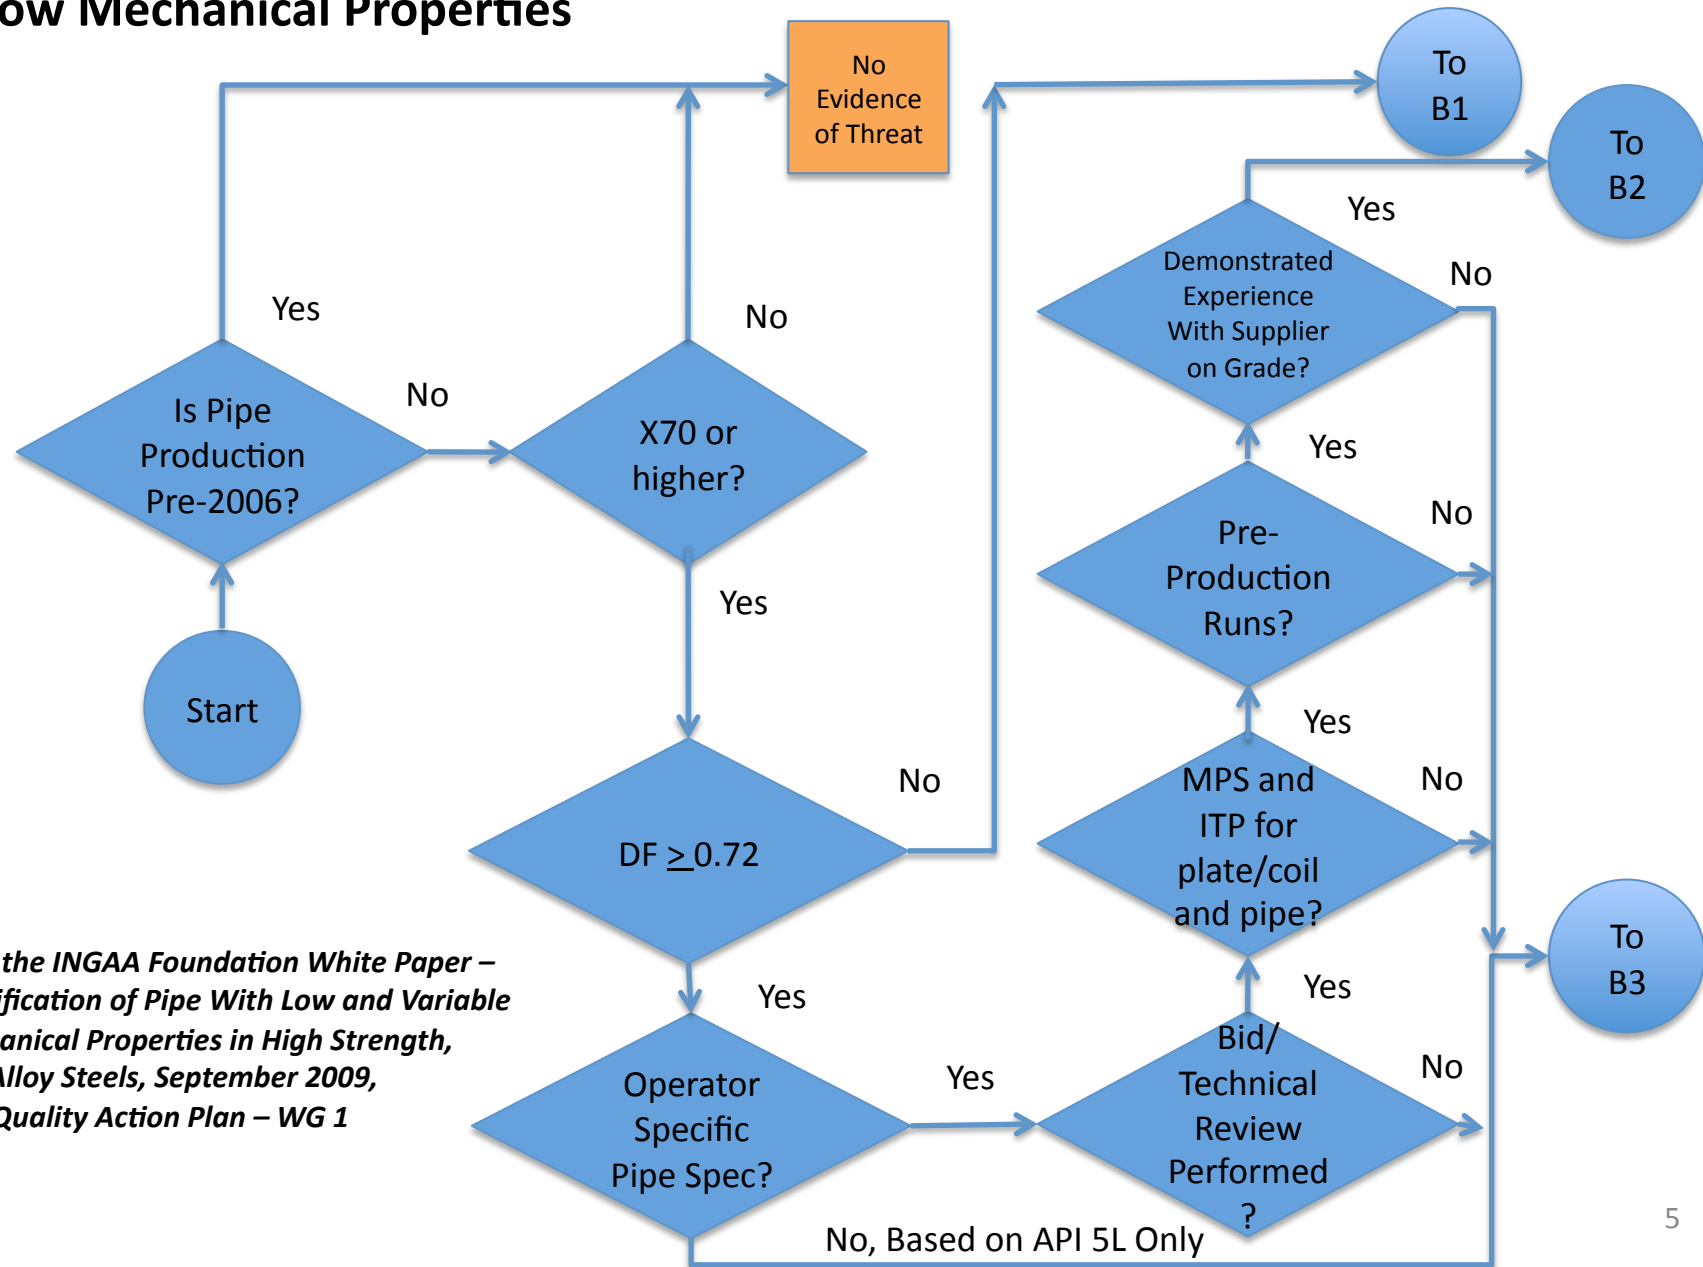 ow Mechanical Properties
No
Evidence
of Threat
To
B1
To
B2
Yes
No
Yes
No
Demonstrated
Experience
With Supplier
on Grade?
No
Is Pipe
Production
Pre-2006?
X70 or
higher?
Yes
No
Pre-
Production
Runs?
Yes
Start
Yes
No
MPS and
ITP for
plate/coil
and pipe?
No
DF > 0.72
To
B3
the INGAA Foundation White Paper –
ification of Pipe With Low and Variable
anical Properties in High Strength,
Alloy Steels, September 2009,
Quality Action Plan – WG 1
Yes
Yes
Operator
Specific
Pipe Spec?
Yes
Bid/
Technical
Review
Performed
?
No
No, Based on API 5L Only
5